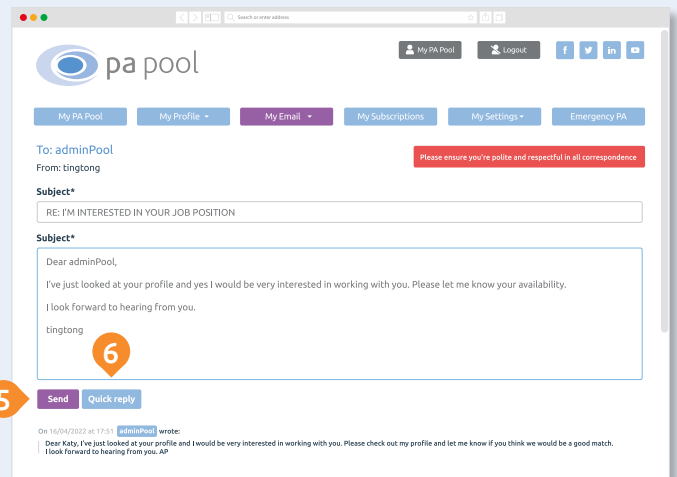 Search or enter address
pa pool
My PA Pool
Logout
My PA Pool
My Profile
My Email
My Subscriptions
My Settings
Emergency PA
To: adminPool
Please ensure you're polite and respectful in all correspondence
From: tingtong
Subject*
RE: I'M INTERESTED IN YOUR JOB POSITION
Subject*
Dear adminPool,
I've just looked at your profile and yes I would be very interested in working with you. Please let me know your availability.
I look forward to hearing from you.
tingtong
6
5
Send
Quick reply
On 16/04/2022 at 17:51 adminPool wrote:
Dear Katy, I've just looked at your profile and I would be very interested in working with you. Please check out my profile and let me know if you think we would be a good match.
I look forward to hearing from you. AP